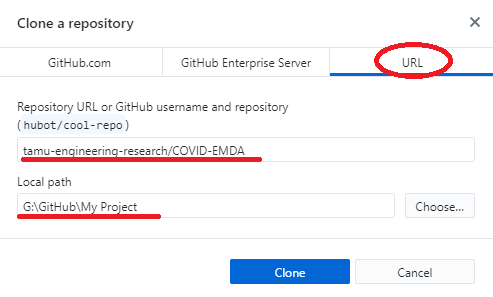 Clone a repository
GitHub.com
GitHub Enterprise Server
URL
Repository URL or GitHub username and repository
(hubot/cool-repo)
tamu-engineering-research/COVID-EMDA
Local path
G:\GitHub\My Project
Choose...
Clone
Cancel